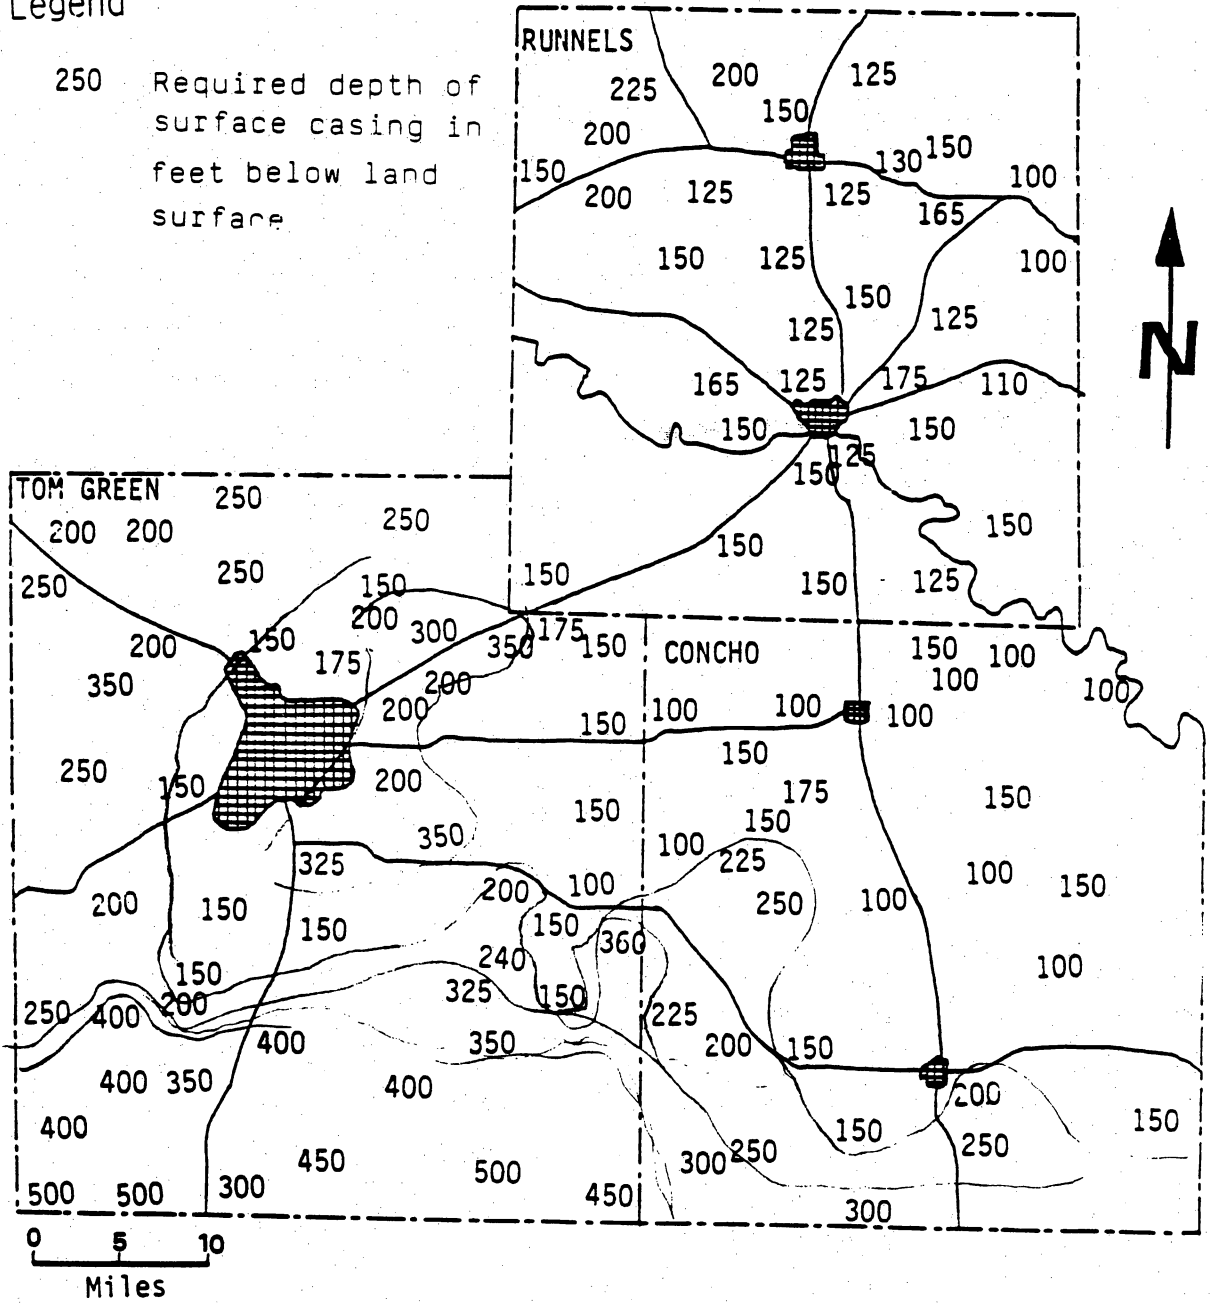 Legend
250 Required depth of
surface casing in
feet below land
surface
RUNNELS
225 200 125
150
200
130 150
150 200 125 125 100
165
150 125 100
150
125 125
165 125 175 110
150 150
150 125
150
150
150 150 125
TOM GREEN
250
200 200 250
250 250 150
200 300 350 175 150
200 150 175
350 200
200 150
250 150 200
150
350
325
200 100
200 150 150 150
240 360
150 325 150
250 400 200
400 350
400 350 400
400
450 500
500 500 300 450
CONCHO
150 100
100 100
100 100 100
150
175 150
150
100 225
250 100 100 150
100
225
200 150
200
150 250 150
300 250
300
N
0 5 10
Miles